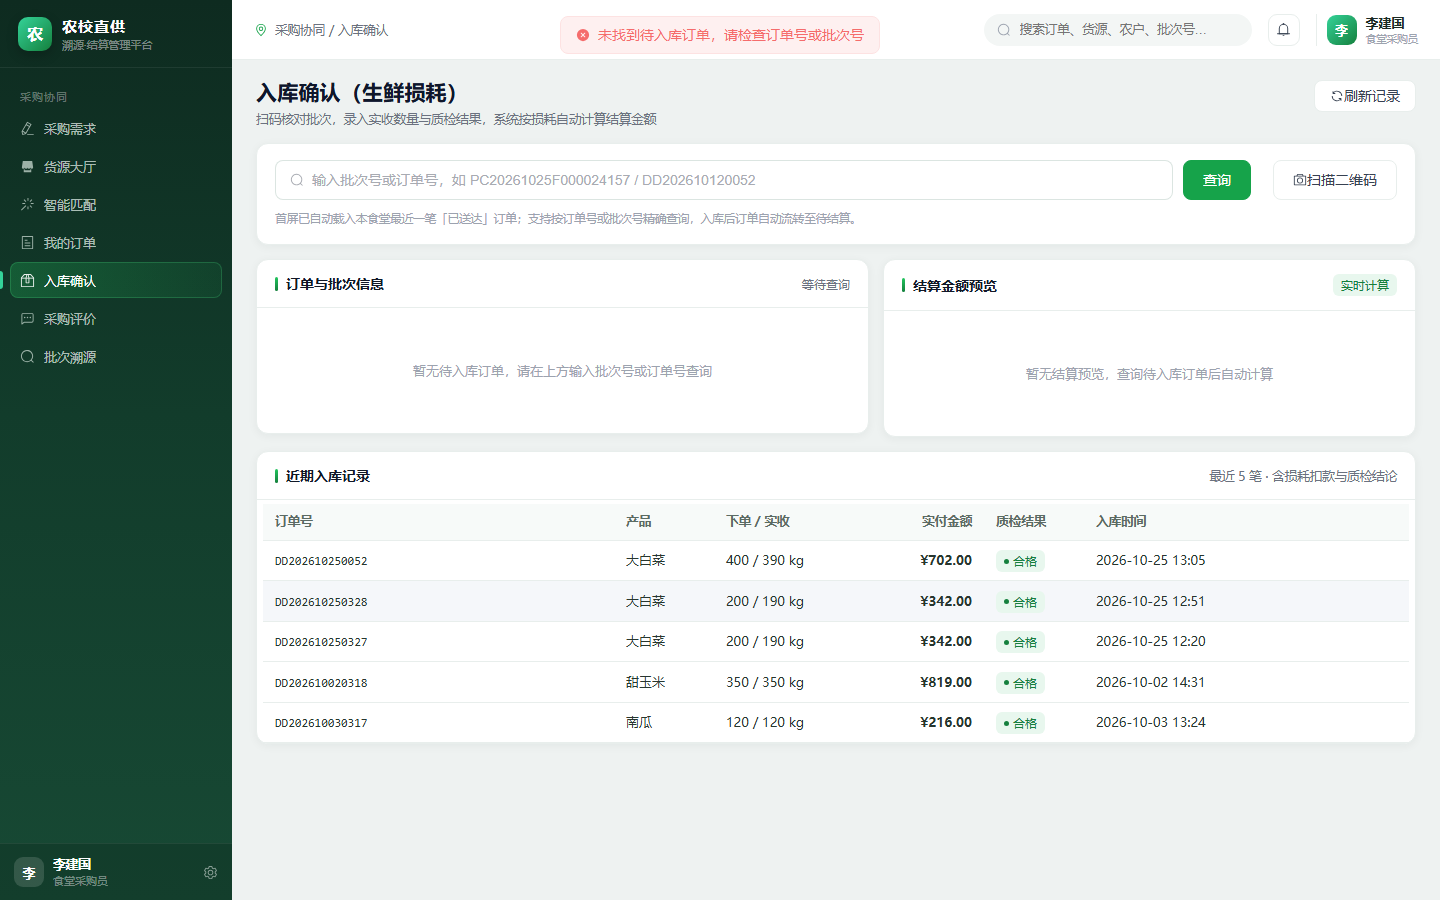 农
农校直供
溯源·结算管理平台
采购协同
采购需求
货源大厅
智能匹配
我的订单
入库确认
采购评价
批次溯源
李
李建国
食堂采购员
采购协同 / 入库确认
未找到待入库订单，请检查订单号或批次号
搜索订单、货源、农户、批次号...
李
李建国
食堂采购员
入库确认（生鲜损耗）
扫码核对批次，录入实收数量与质检结果，系统按损耗自动计算结算金额
刷新记录
输入批次号或订单号，如 PC20261025F000024157 / DD202610120052
查询
扫描二维码
首屏已自动载入本食堂最近一笔「已送达」订单；支持按订单号或批次号精确查询，入库后订单自动流转至待结算。
订单与批次信息
等待查询
暂无待入库订单，请在上方输入批次号或订单号查询
结算金额预览
实时计算
暂无结算预览，查询待入库订单后自动计算
近期入库记录
最近 5 笔 · 含损耗扣款与质检结论
订单号 产品 下单 / 实收 实付金额 质检结果 入库时间
DD202610250052 大白菜 400 / 390 kg ¥702.00 合格 2026-10-25 13:05
DD202610250328 大白菜 200 / 190 kg ¥342.00 合格 2026-10-25 12:51
DD202610250327 大白菜 200 / 190 kg ¥342.00 合格 2026-10-25 12:20
DD202610020318 甜玉米 350 / 350 kg ¥819.00 合格 2026-10-02 14:31
DD202610030317 南瓜 120 / 120 kg ¥216.00 合格 2026-10-03 13:24